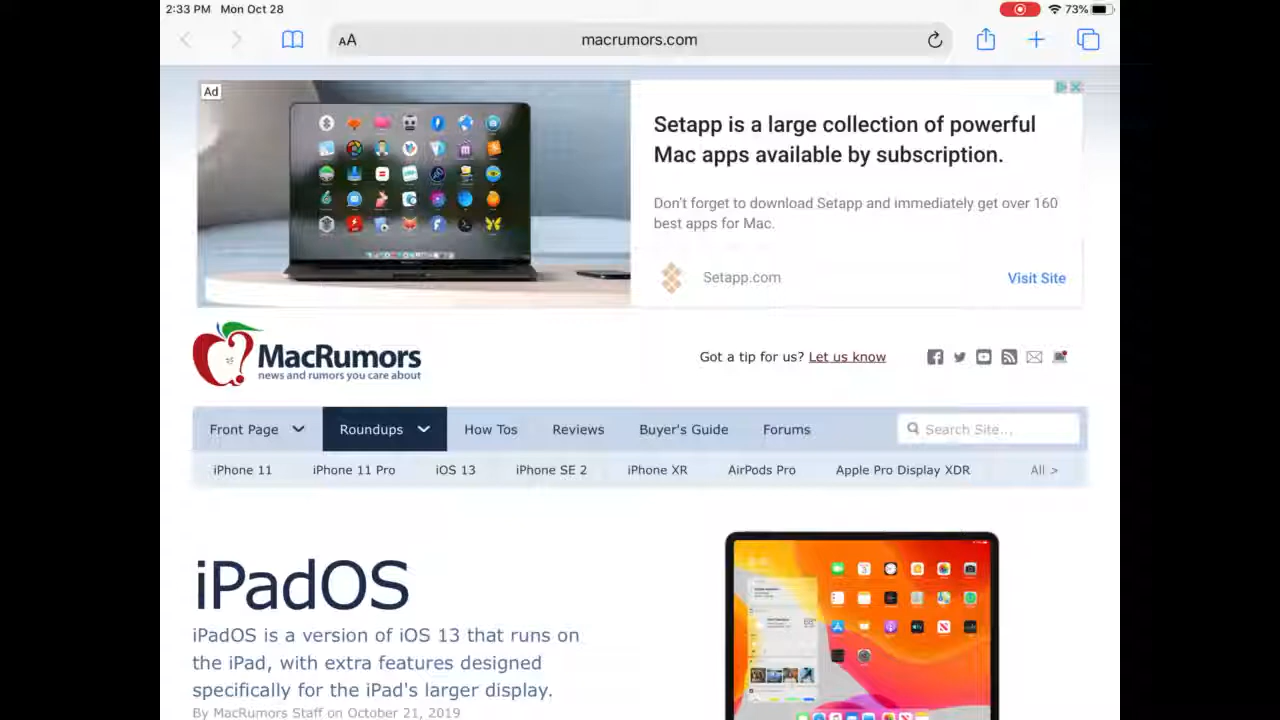 2:33 PM Mon Oct 28
73%
AA
macrumors.com
Ad
Setapp is a large collection of powerful
Mac apps available by subscription.
Don't forget to download Setapp and immediately get over 160
best apps for Mac.
Setapp.com
Visit Site
MacRumors
news and rumors you care about
Got a tip for us? Let us know
Front Page
Roundups
How Tos
Reviews
Buyer's Guide
Forums
Search Site...
iPhone 11
iPhone 11 Pro
iOS 13
iPhone SE 2
iPhone XR
AirPods Pro
Apple Pro Display XDR
All >
iPadOS
iPadOS is a version of iOS 13 that runs on
the iPad, with extra features designed
specifically for the iPad's larger display.
By MacRumors Staff on October 21, 2019